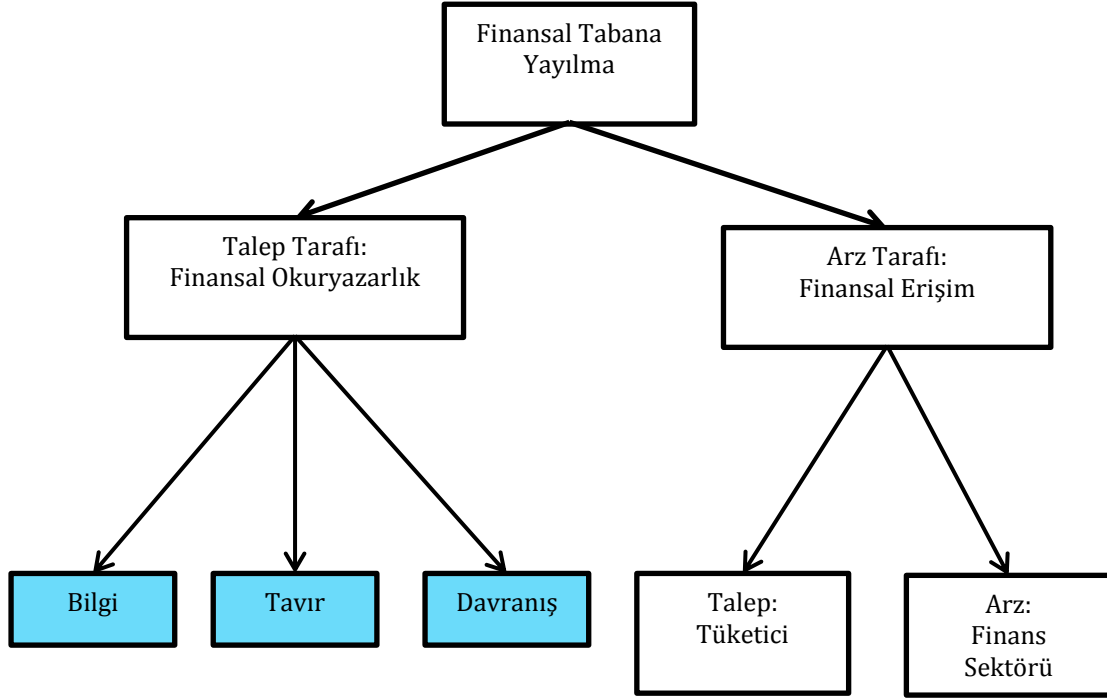 Finansal Tabana
Yayılma
Talep Tarafı:
Finansal Okuryazarlık
Arz Tarafı:
Finansal Erişim
Bilgi
Tavır
Davranış
Talep:
Tüketici
Arz:
Finans
Sektörü